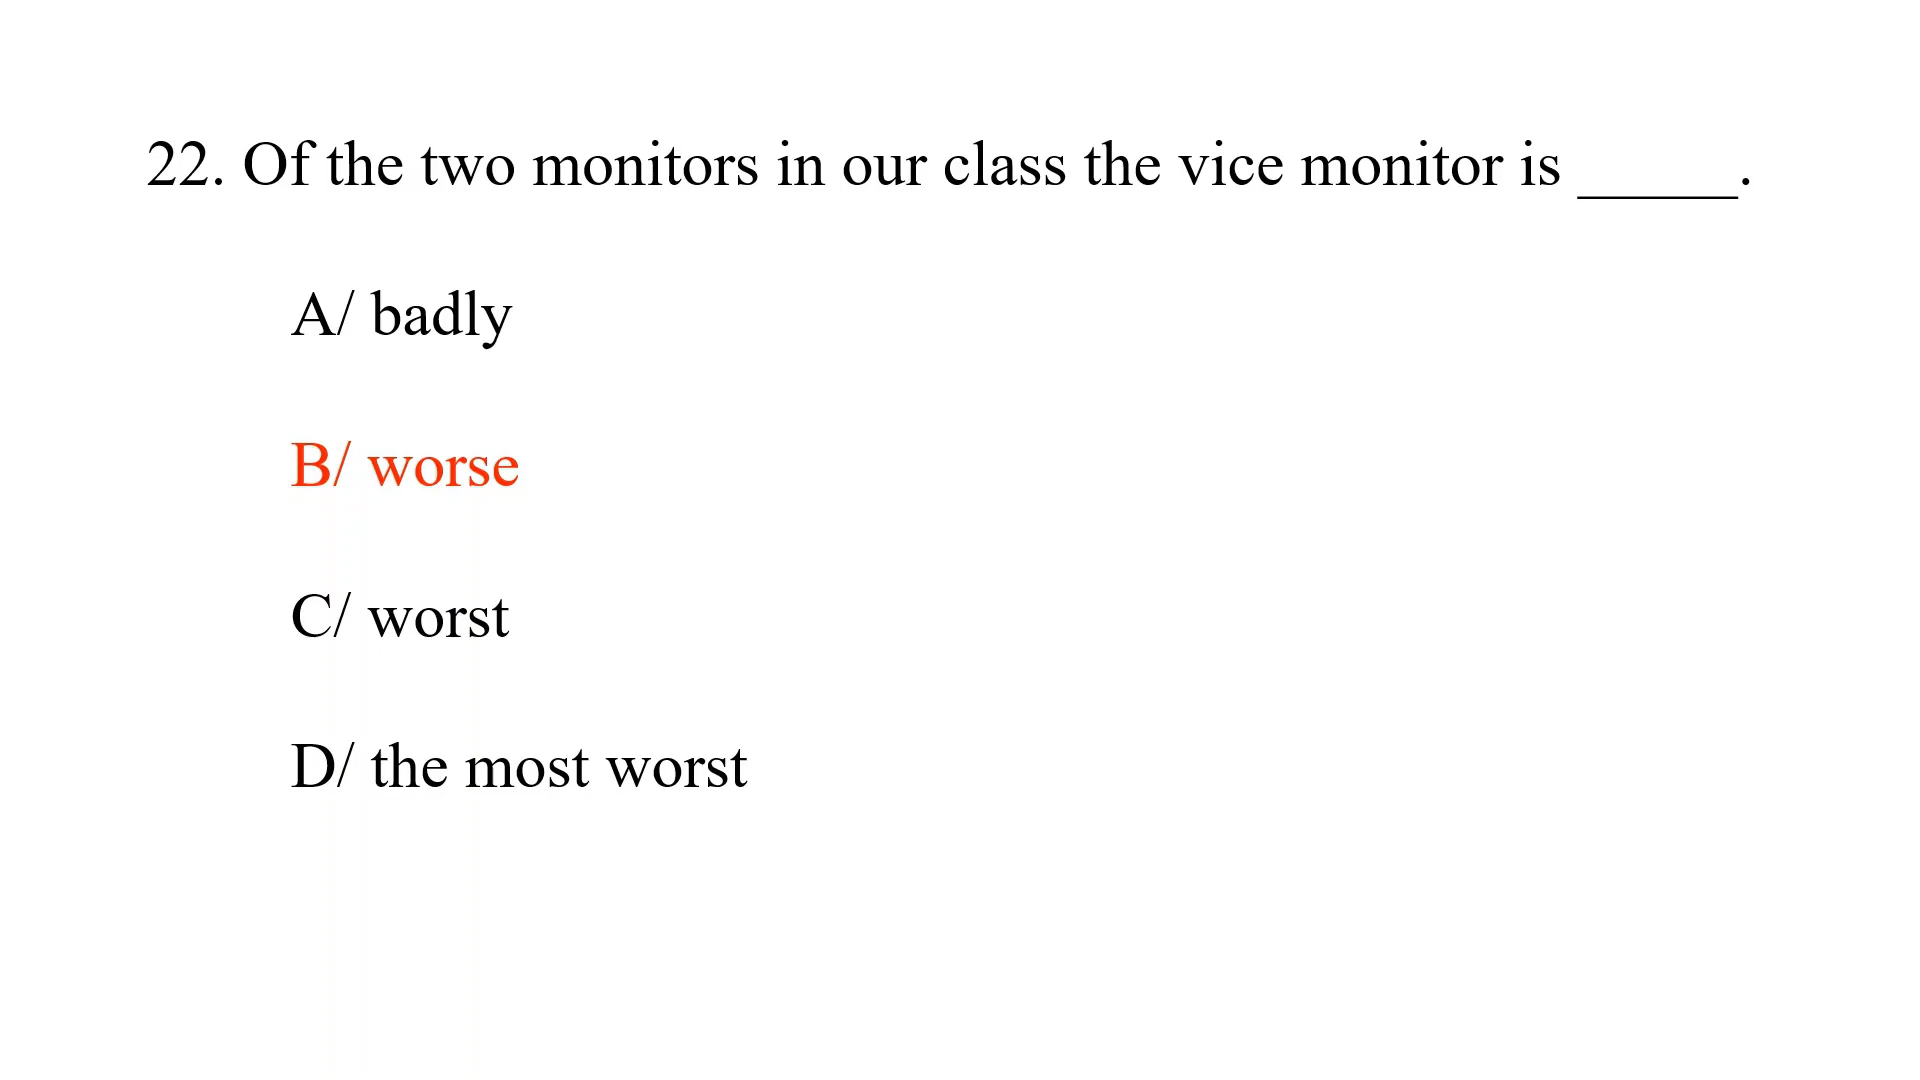 22. Of the two monitors in our class the vice monitor is _____.
A/ badly
B/ worse
C/ worst
D/ the most worst